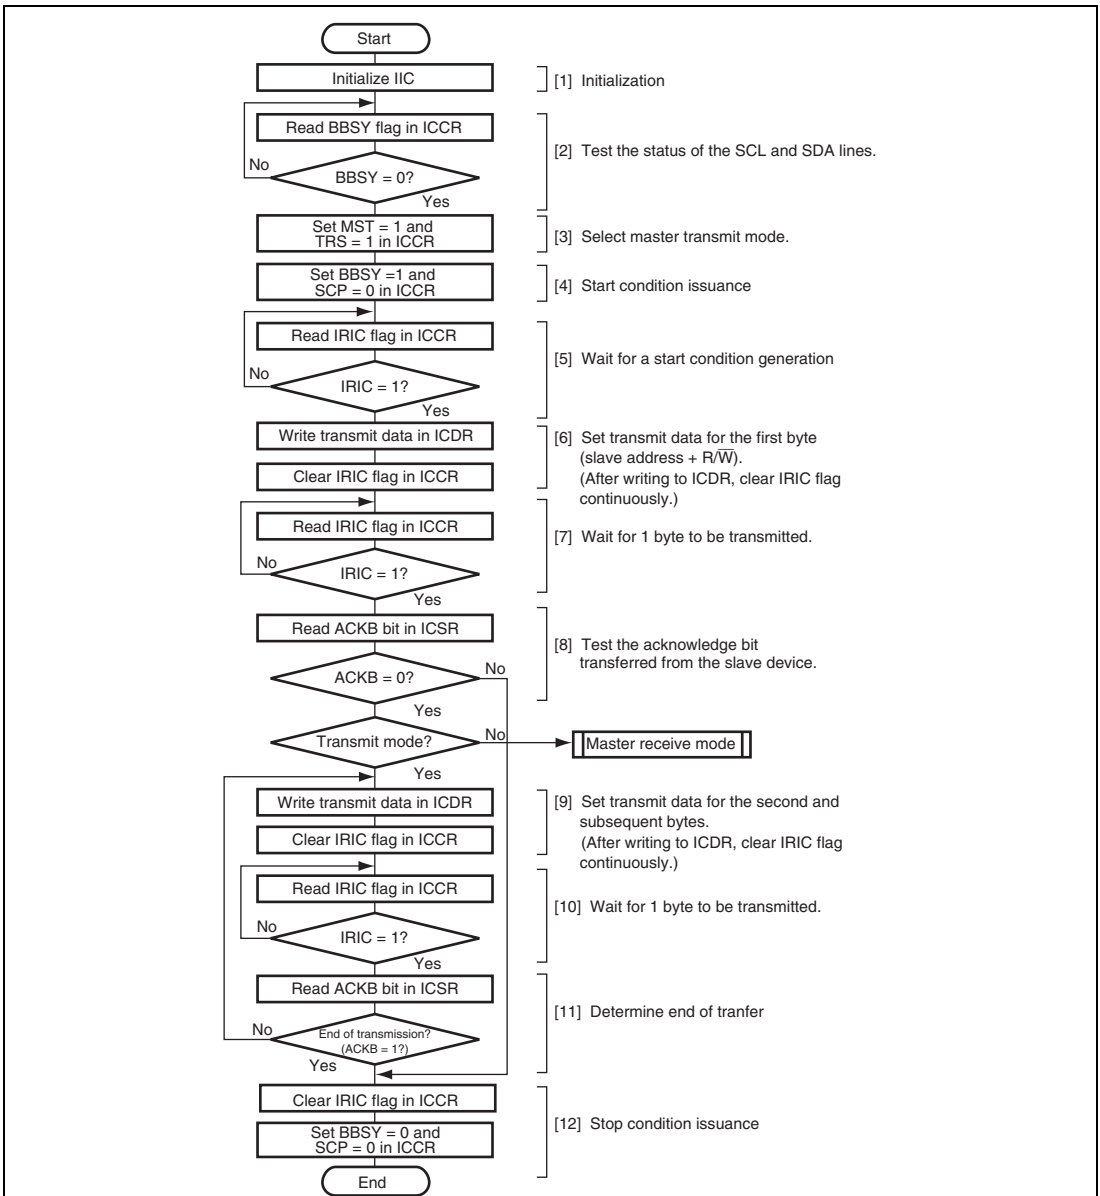 Start
Initialize IIC
[1] Initialization
Read BBSY flag in ICCR
[2] Test the status of the SCL and SDA lines.
No
BBSY = 0?
Yes
Set MST = 1 and
TRS = 1 in ICCR
[3] Select master transmit mode.
Set BBSY =1 and
SCP = 0 in ICCR
[4] Start condition issuance
Read IRIC flag in ICCR
[5] Wait for a start condition generation
No
IRIC = 1?
Yes
Write transmit data in ICDR
[6] Set transmit data for the first byte
(slave address + R/W̅).
(After writing to ICDR, clear IRIC flag
continuously.)
Clear IRIC flag in ICCR
Read IRIC flag in ICCR
[7] Wait for 1 byte to be transmitted.
No
IRIC = 1?
Yes
Read ACKB bit in ICSR
[8] Test the acknowledge bit
transferred from the slave device.
ACKB = 0?
No
Yes
Transmit mode?
No
Master receive mode
Yes
Write transmit data in ICDR
[9] Set transmit data for the second and
subsequent bytes.
(After writing to ICDR, clear IRIC flag
continuously.)
Clear IRIC flag in ICCR
Read IRIC flag in ICCR
[10] Wait for 1 byte to be transmitted.
No
IRIC = 1?
Yes
Read ACKB bit in ICSR
[11] Determine end of tranfer
No
End of transmission?
(ACKB = 1?)
Yes
Clear IRIC flag in ICCR
[12] Stop condition issuance
Set BBSY = 0 and
SCP = 0 in ICCR
End